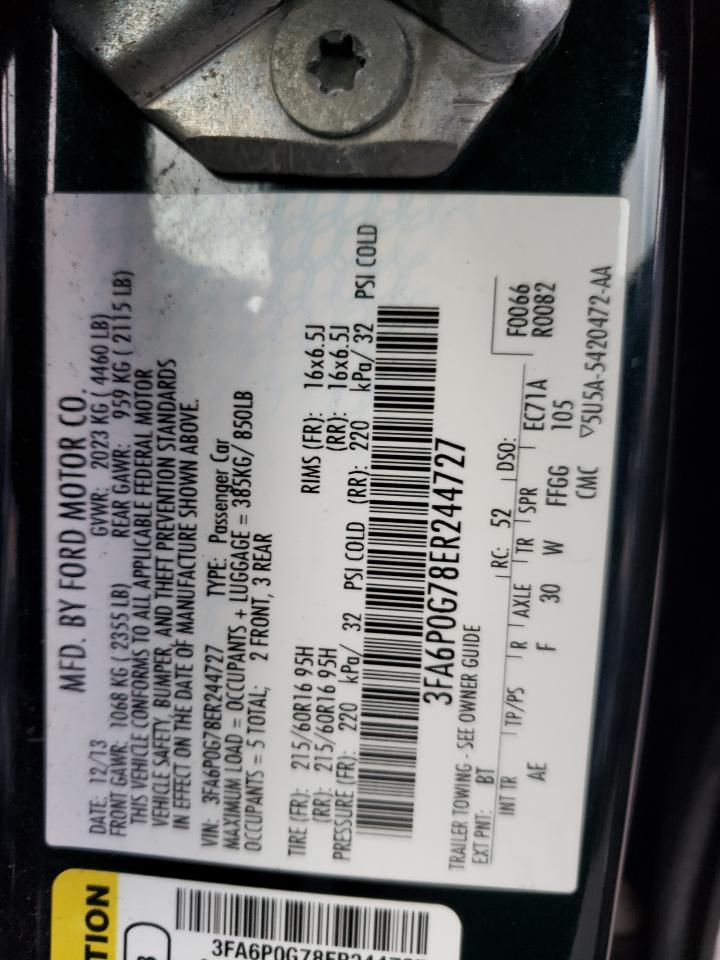 MFD. BY FORD MOTOR CO.
DATE: 12/13 GVWR: 2023 KG ( 4460 LB)
FRONT GAWR: 1068 KG ( 2355 LB) REAR GAWR: 959 KG ( 2115 LB)
THIS VEHICLE CONFORMS TO ALL APPLICABLE FEDERAL MOTOR
VEHICLE SAFETY, BUMPER, AND THEFT PREVENTION STANDARDS
IN EFFECT ON THE DATE OF MANUFACTURE SHOWN ABOVE.
VIN: 3FA6P0G78ER244727 TYPE: Passenger Car
MAXIMUM LOAD = OCCUPANTS + LUGGAGE = 385KG/ 850LB
OCCUPANTS = 5 TOTAL; 2 FRONT, 3 REAR
TIRE (FR): 215/60R16 95H RIMS (FR): 16x6.5J
(RR): 215/60R16 95H (RR): 16x6.5J
PRESSURE (FR): 220 kPa/ 32 PSI COLD (RR): 220 kPa/ 32 PSI COLD
3FA6P0G78ER244727
TRAILER TOWING - SEE OWNER GUIDE
EXT PNT: BT RC: 52 DSO: F0066
R0082
INT TR TP/PS R AXLE TR SPR EC71A
AE F 30 W FFGG 105
CMC ▽5U5A-5420472-AA
TION
3FA6P0G78ER244727